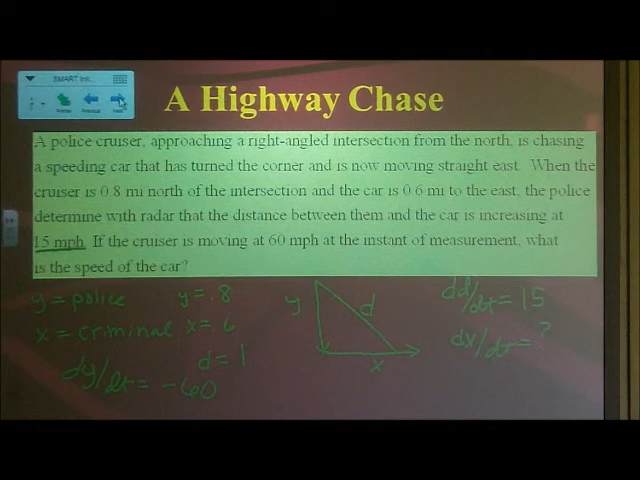 SMART Ink
A Highway Chase
A police cruiser, approaching a right-angled intersection from the north, is chasing
a speeding car that has turned the corner and is now moving straight east. When the
cruiser is 0.8 mi north of the intersection and the car is 0.6 mi to the east, the police
determine with radar that the distance between them and the car is increasing at
15 mph. If the cruiser is moving at 60 mph at the instant of measurement, what
is the speed of the car?
y = police y = .8
x = criminal x = .6
d = 1
dy/dt = -60
y d
x
dd/dt = 15
dx/dt = ?